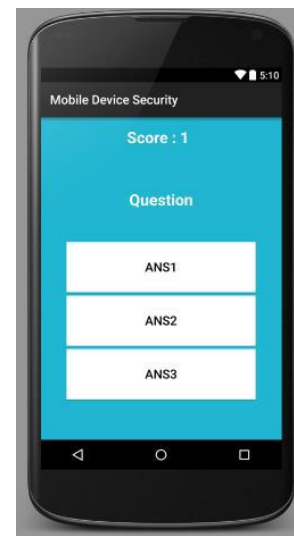 5:10
Mobile Device Security
Score : 1
Question
ANS1
ANS2
ANS3